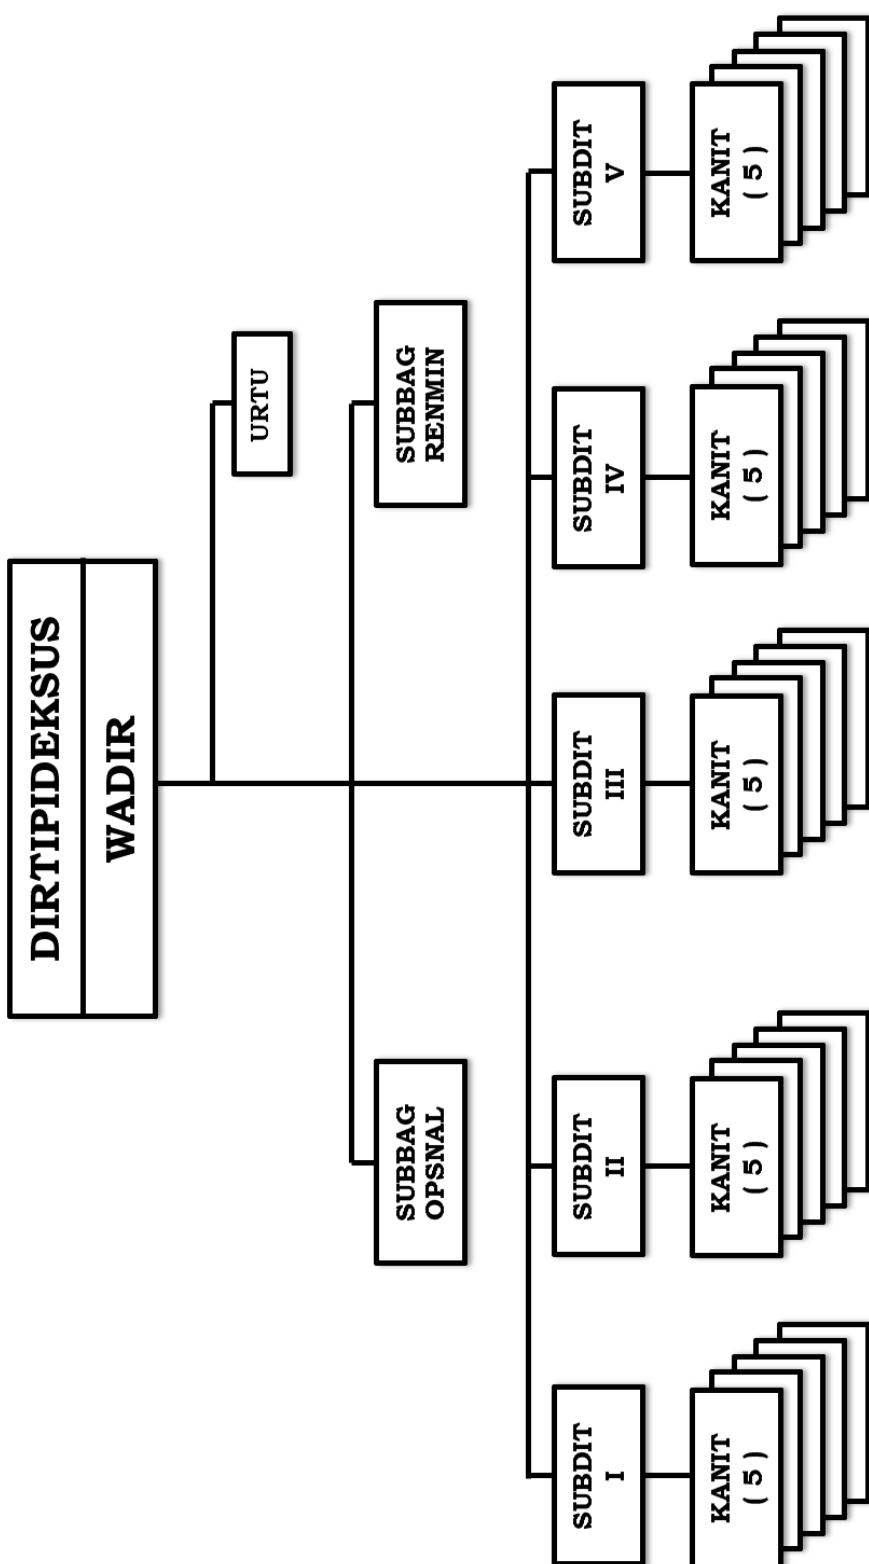 DIRTIPIDEKSUS
WADIR
URTU
SUBBAG
OPSNAL
SUBBAG
RENMIN
SUBDIT
I
SUBDIT
II
SUBDIT
III
SUBDIT
IV
SUBDIT
V
KANIT
(5)
KANIT
(5)
KANIT
(5)
KANIT
(5)
KANIT
(5)